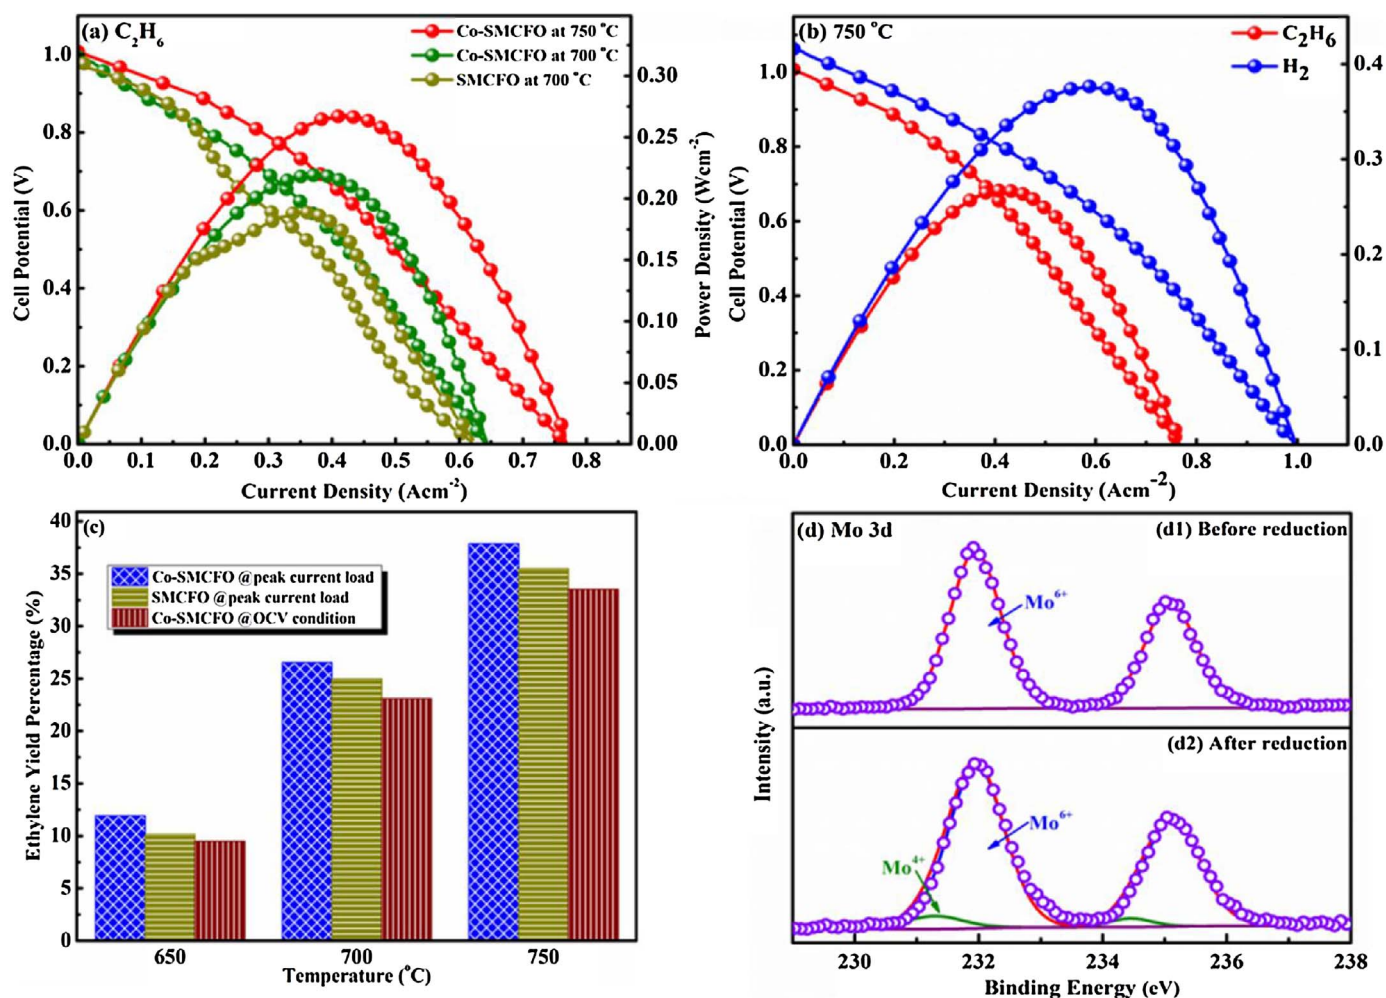 (a) C₂H₆
Co-SMCFO at 750 °C
Co-SMCFO at 700 °C
SMCFO at 700 °C
Cell Potential (V)
1.0
0.8
0.6
0.4
0.2
0.0
0.30
0.25
0.20
0.15
0.10
0.05
0.00
Power Density (Wcm⁻²)
0.0 0.1 0.2 0.3 0.4 0.5 0.6 0.7 0.8
Current Density (Acm⁻²)
(b) 750 °C
C₂H₆
H₂
Cell Potential (V)
1.0
0.8
0.6
0.4
0.2
0.0
0.4
0.3
0.2
0.1
0.0
0.0 0.2 0.4 0.6 0.8 1.0
Current Density (Acm⁻²)
(c)
Co-SMCFO @peak current load
SMCFO @peak current load
Co-SMCFO @OCV condition
Ethylene Yield Percentage (%)
40
35
30
25
20
15
10
5
0
650 700 750
Temperature (°C)
(d) Mo 3d
(d1) Before reduction
Mo⁶⁺
(d2) After reduction
Mo⁶⁺
Mo⁴⁺
Intensity (a.u.)
230 232 234 236 238
Binding Energy (eV)